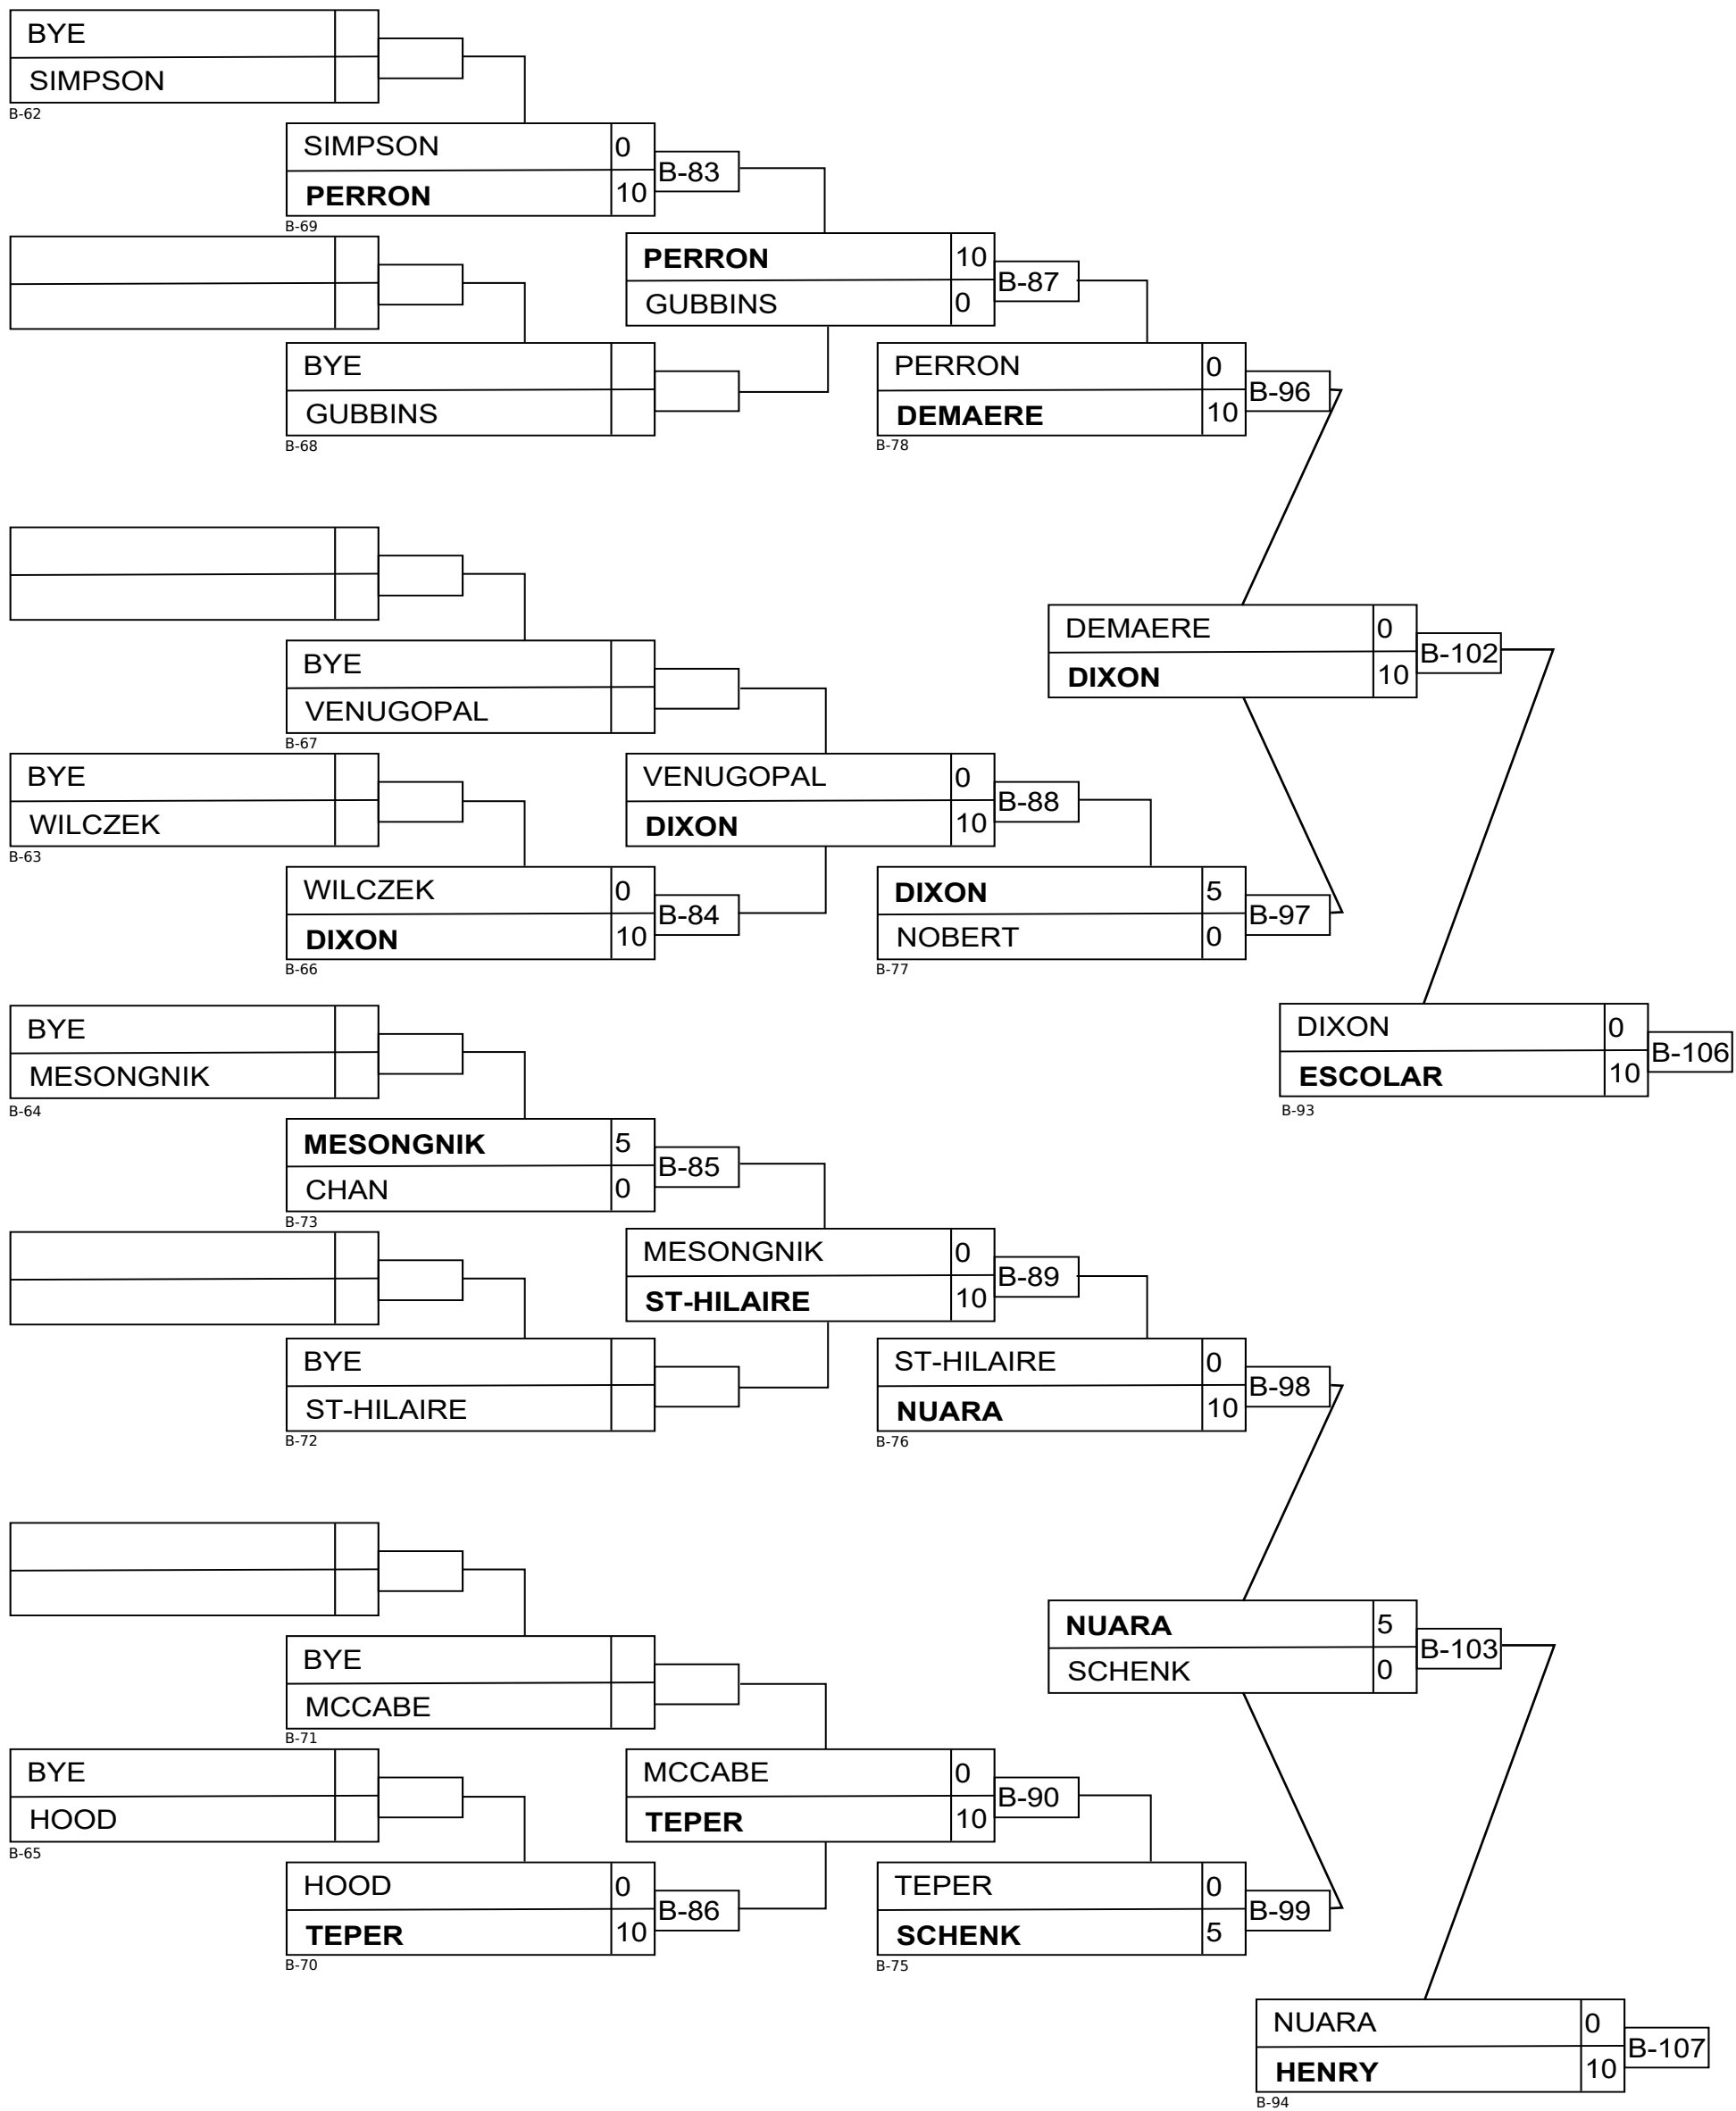 BYE
SIMPSON
B-62
SIMPSON 0
PERRON 10
B-83
B-69
PERRON 10
GUBBINS 0
B-87
BYE
GUBBINS
B-68
PERRON 0
DEMAERE 10
B-96
B-78
DEMAERE 0
DIXON 10
B-102
BYE
VENUGOPAL
B-67
BYE
WILCZEK
B-63
VENUGOPAL 0
DIXON 10
B-88
WILCZEK 0
DIXON 10
B-84
B-66
DIXON 5
NOBERT 0
B-97
B-77
DIXON 0
ESCOLAR 10
B-106
B-93
BYE
MESONGNIK
B-64
MESONGNIK 5
CHAN 0
B-85
B-73
MESONGNIK 0
ST-HILAIRE 10
B-89
BYE
ST-HILAIRE
B-72
ST-HILAIRE 0
NUARA 10
B-98
B-76
NUARA 5
SCHENK 0
B-103
BYE
MCCABE
B-71
BYE
HOOD
B-65
MCCABE 0
TEPER 10
B-90
HOOD 0
TEPER 10
B-86
B-70
TEPER 0
SCHENK 5
B-99
B-75
NUARA 0
HENRY 10
B-107
B-94